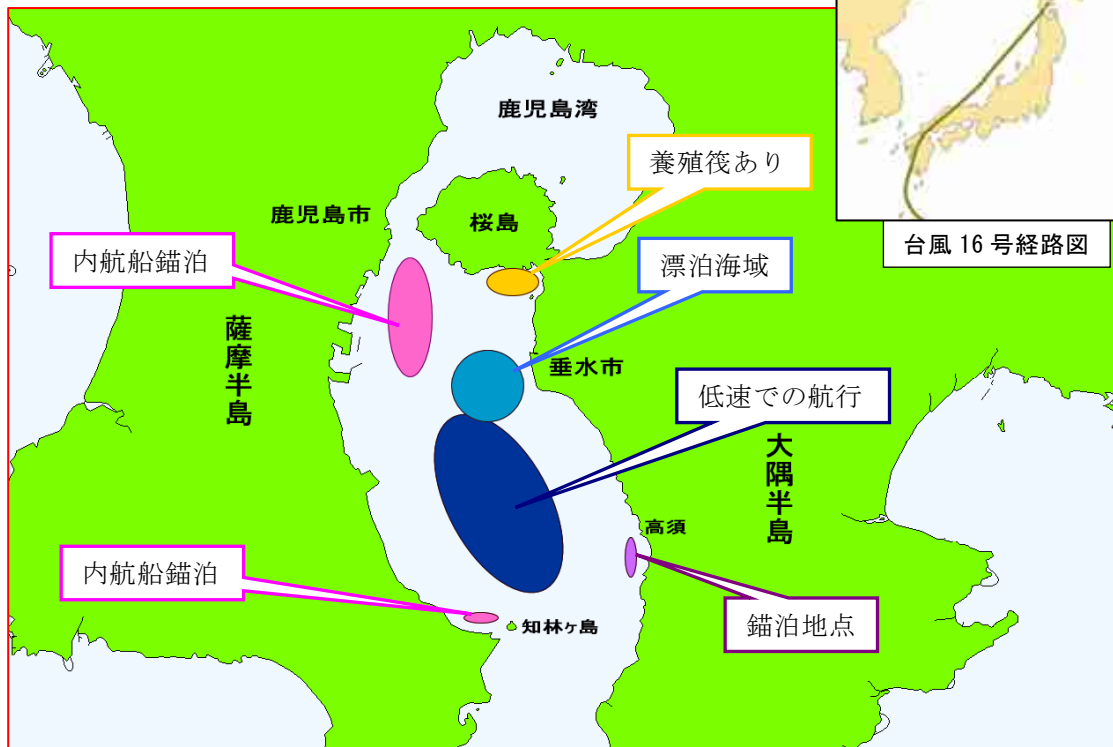 鹿児島湾
養殖筏あり
鹿児島市
桜島
台風 16 号経路図
内航船錨泊
漂泊海域
薩摩半島
垂水市
低速での航行
大隅半島
高須
内航船錨泊
知林ヶ島
錨泊地点